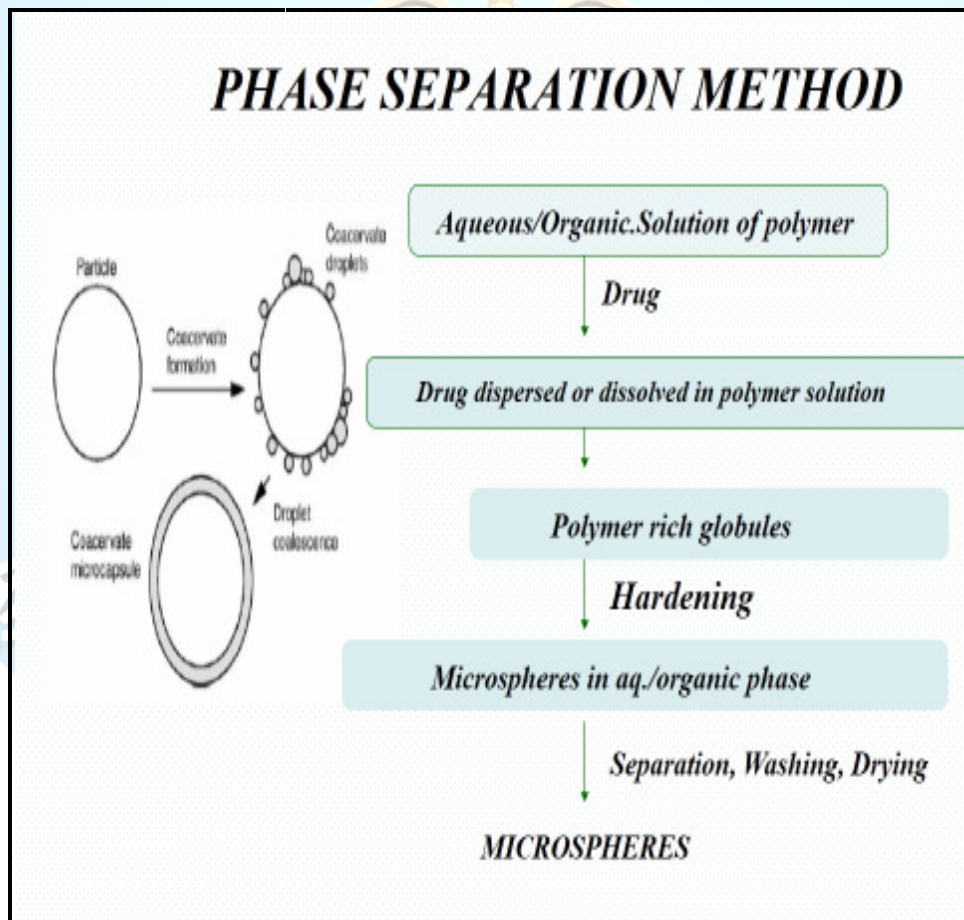 PHASE SEPARATION METHOD
Particle
Coacervate
formation
Coacervate
droplets
Droplet
coalescence
Coacervate
microcapsule
Aqueous/Organic.Solution of polymer
Drug
Drug dispersed or dissolved in polymer solution
Polymer rich globules
Hardening
Microspheres in aq./organic phase
Separation, Washing, Drying
MICROSPHERES